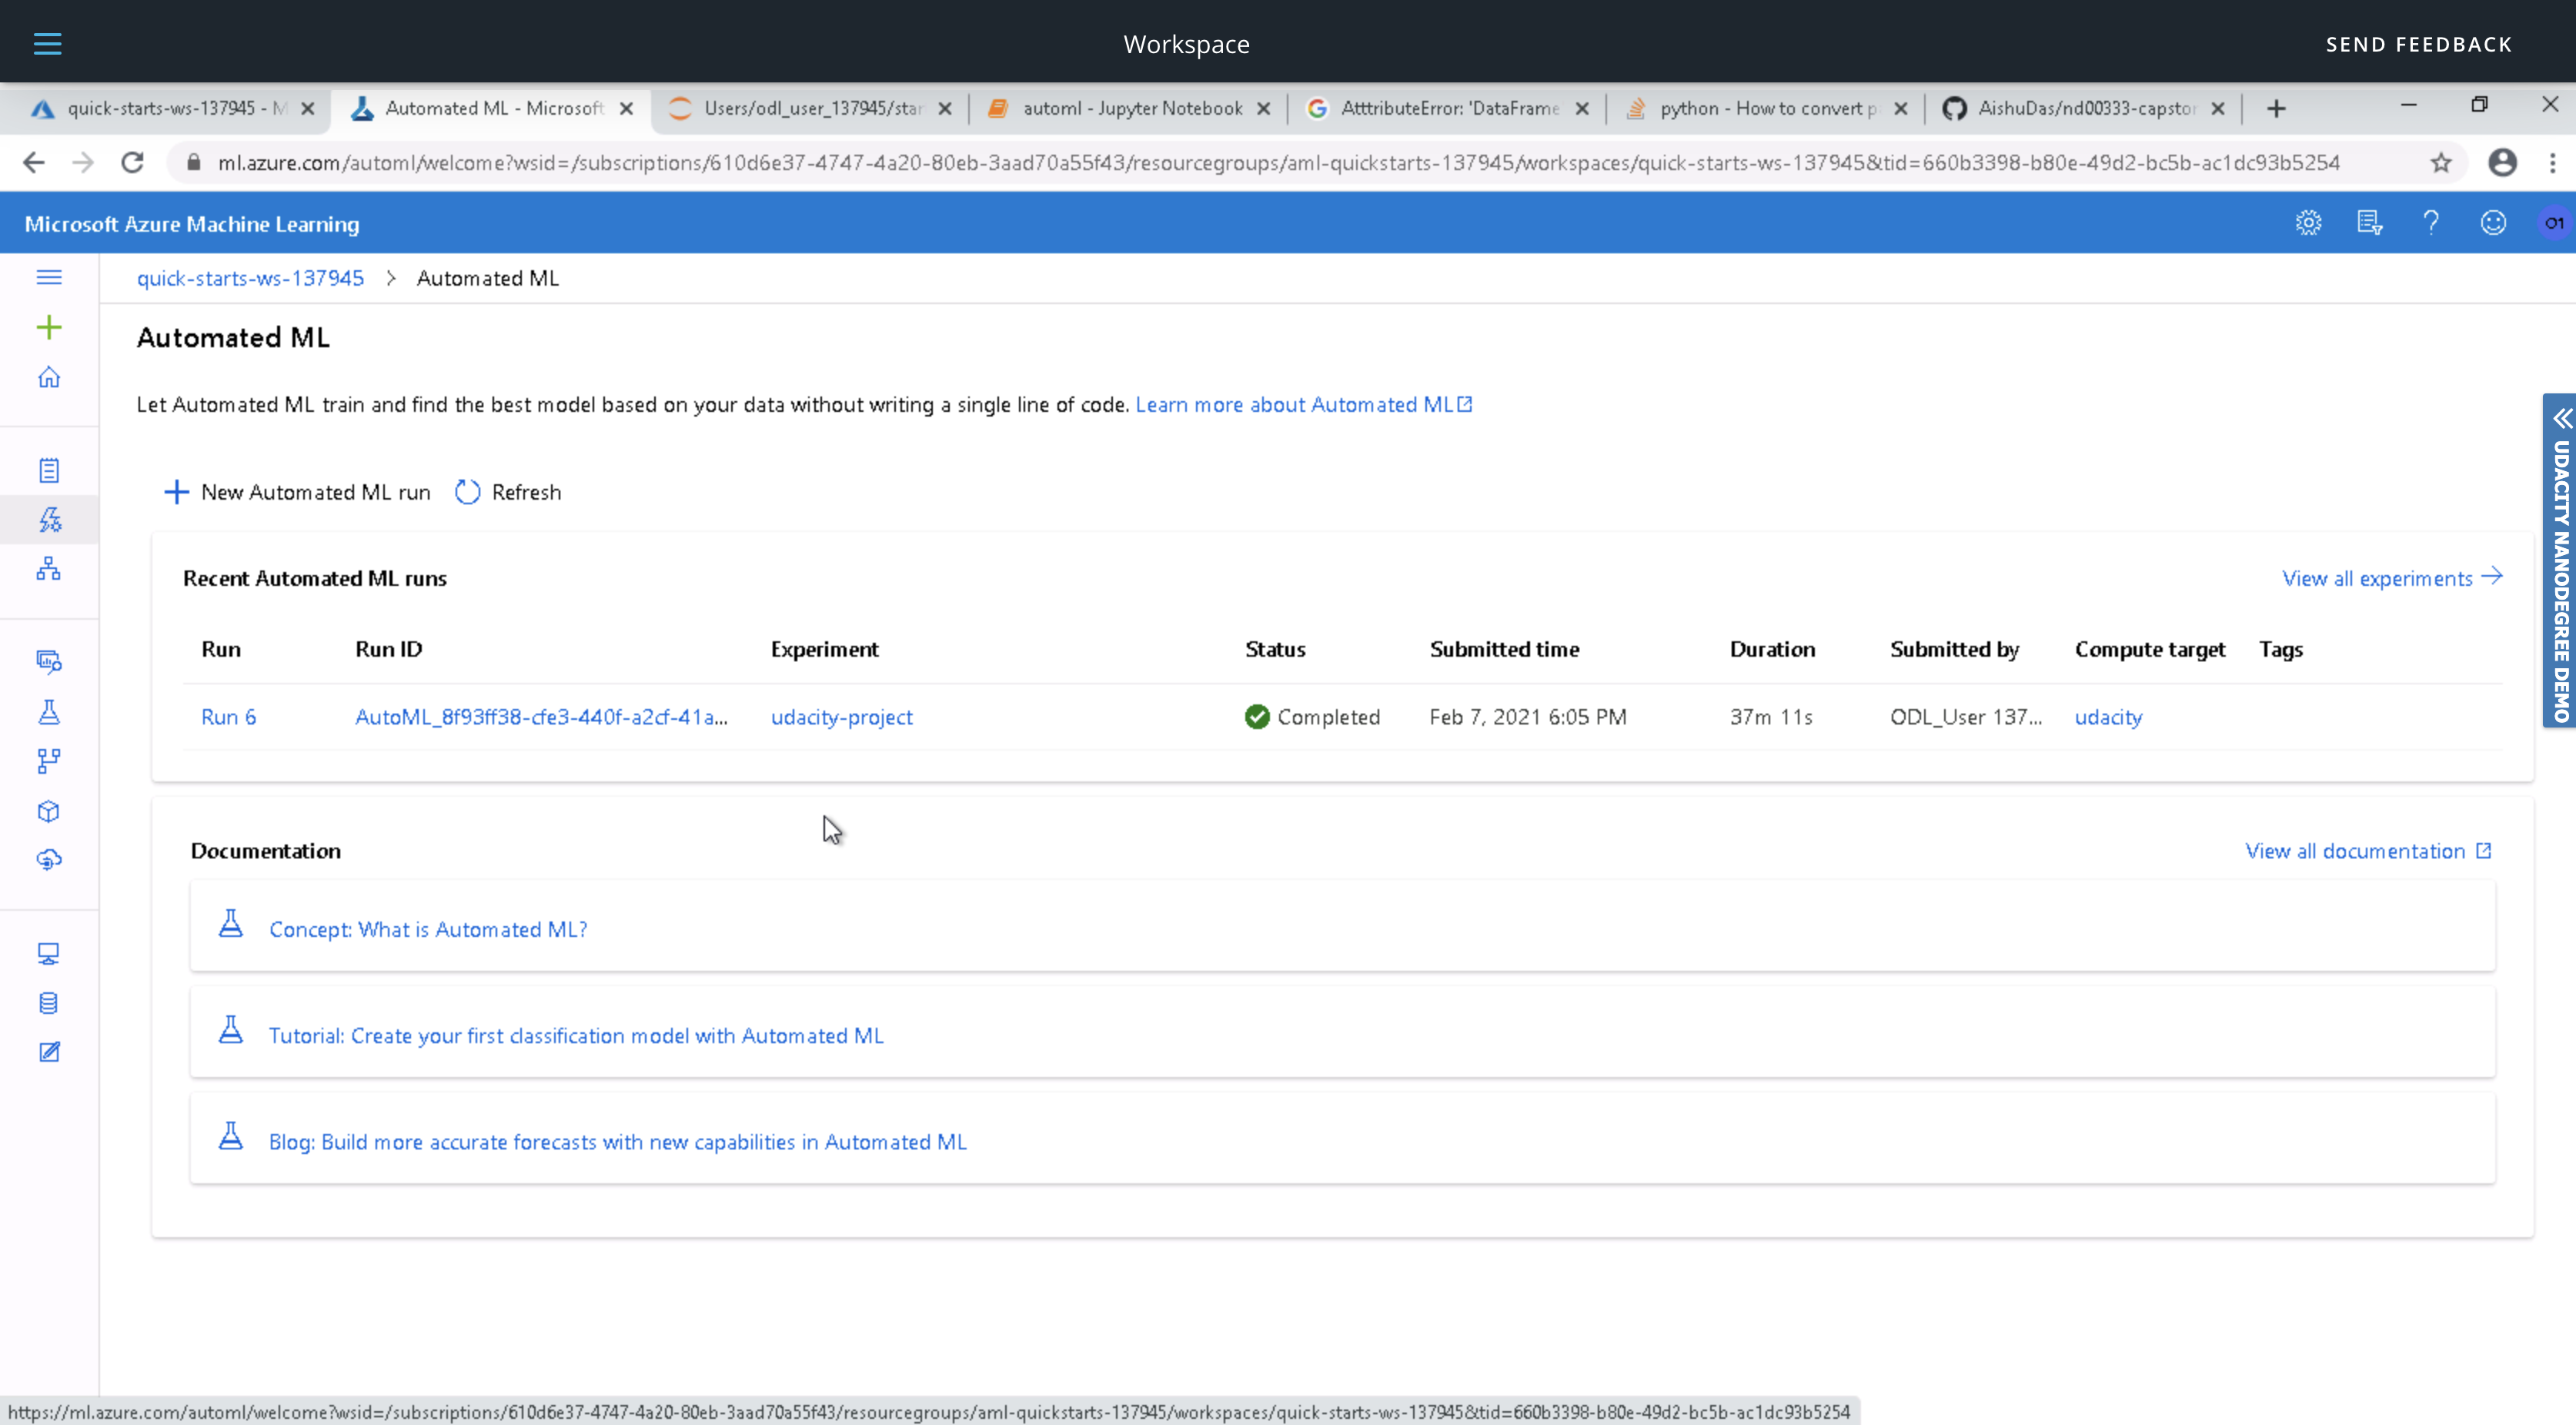 Workspace
SEND FEEDBACK
quick-starts-ws-137945 - M
Automated ML - Microsoft
Users/odl_user_137945/star
automl - Jupyter Notebook
AtttributeError: 'DataFrame
python - How to convert p
AishuDas/nd00333-capstor
ml.azure.com/automl/welcome?wsid=/subscriptions/610d6e37-4747-4a20-80eb-3aad70a55f43/resourcegroups/aml-quickstarts-137945/workspaces/quick-starts-ws-137945&tid=660b3398-b80e-49d2-bc5b-ac1dc93b5254
Microsoft Azure Machine Learning
O1
quick-starts-ws-137945 > Automated ML
Automated ML
Let Automated ML train and find the best model based on your data without writing a single line of code. Learn more about Automated ML
New Automated ML run Refresh
Recent Automated ML runs
View all experiments
Run Run ID Experiment Status Submitted time Duration Submitted by Compute target Tags
Run 6 AutoML_8f93ff38-cfe3-440f-a2cf-41a... udacity-project Completed Feb 7, 2021 6:05 PM 37m 11s ODL_User 137... udacity
UDACITY NANODEGREE DEMO
Documentation
View all documentation
Concept: What is Automated ML?
Tutorial: Create your first classification model with Automated ML
Blog: Build more accurate forecasts with new capabilities in Automated ML
https://ml.azure.com/automl/welcome?wsid=/subscriptions/610d6e37-4747-4a20-80eb-3aad70a55f43/resourcegroups/aml-quickstarts-137945/workspaces/quick-starts-ws-137945&tid=660b3398-b80e-49d2-bc5b-ac1dc93b5254